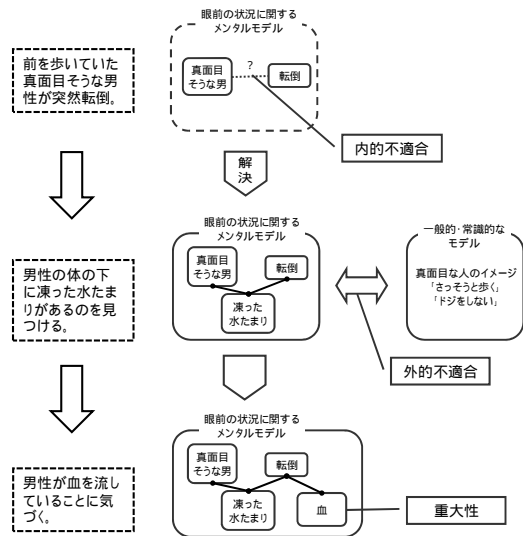 眼前の状況に関する
メンタルモデル
前を歩いていた
真面目そうな男
性が突然転倒。
真面目
そうな男
?
転倒
内的不適合
解
決
眼前の状況に関する
メンタルモデル
一般的・常識的な
モデル
男性の体の下
に凍った水たま
りがあるのを見
つける。
真面目
そうな男
転倒
凍った
水たまり
真面目な人のイメージ
「さっそうと歩く」
「ドジをしない」
外的不適合
眼前の状況に関する
メンタルモデル
男性が血を流し
ていることに気
づく。
真面目
そうな男
転倒
凍った
水たまり
血
重大性